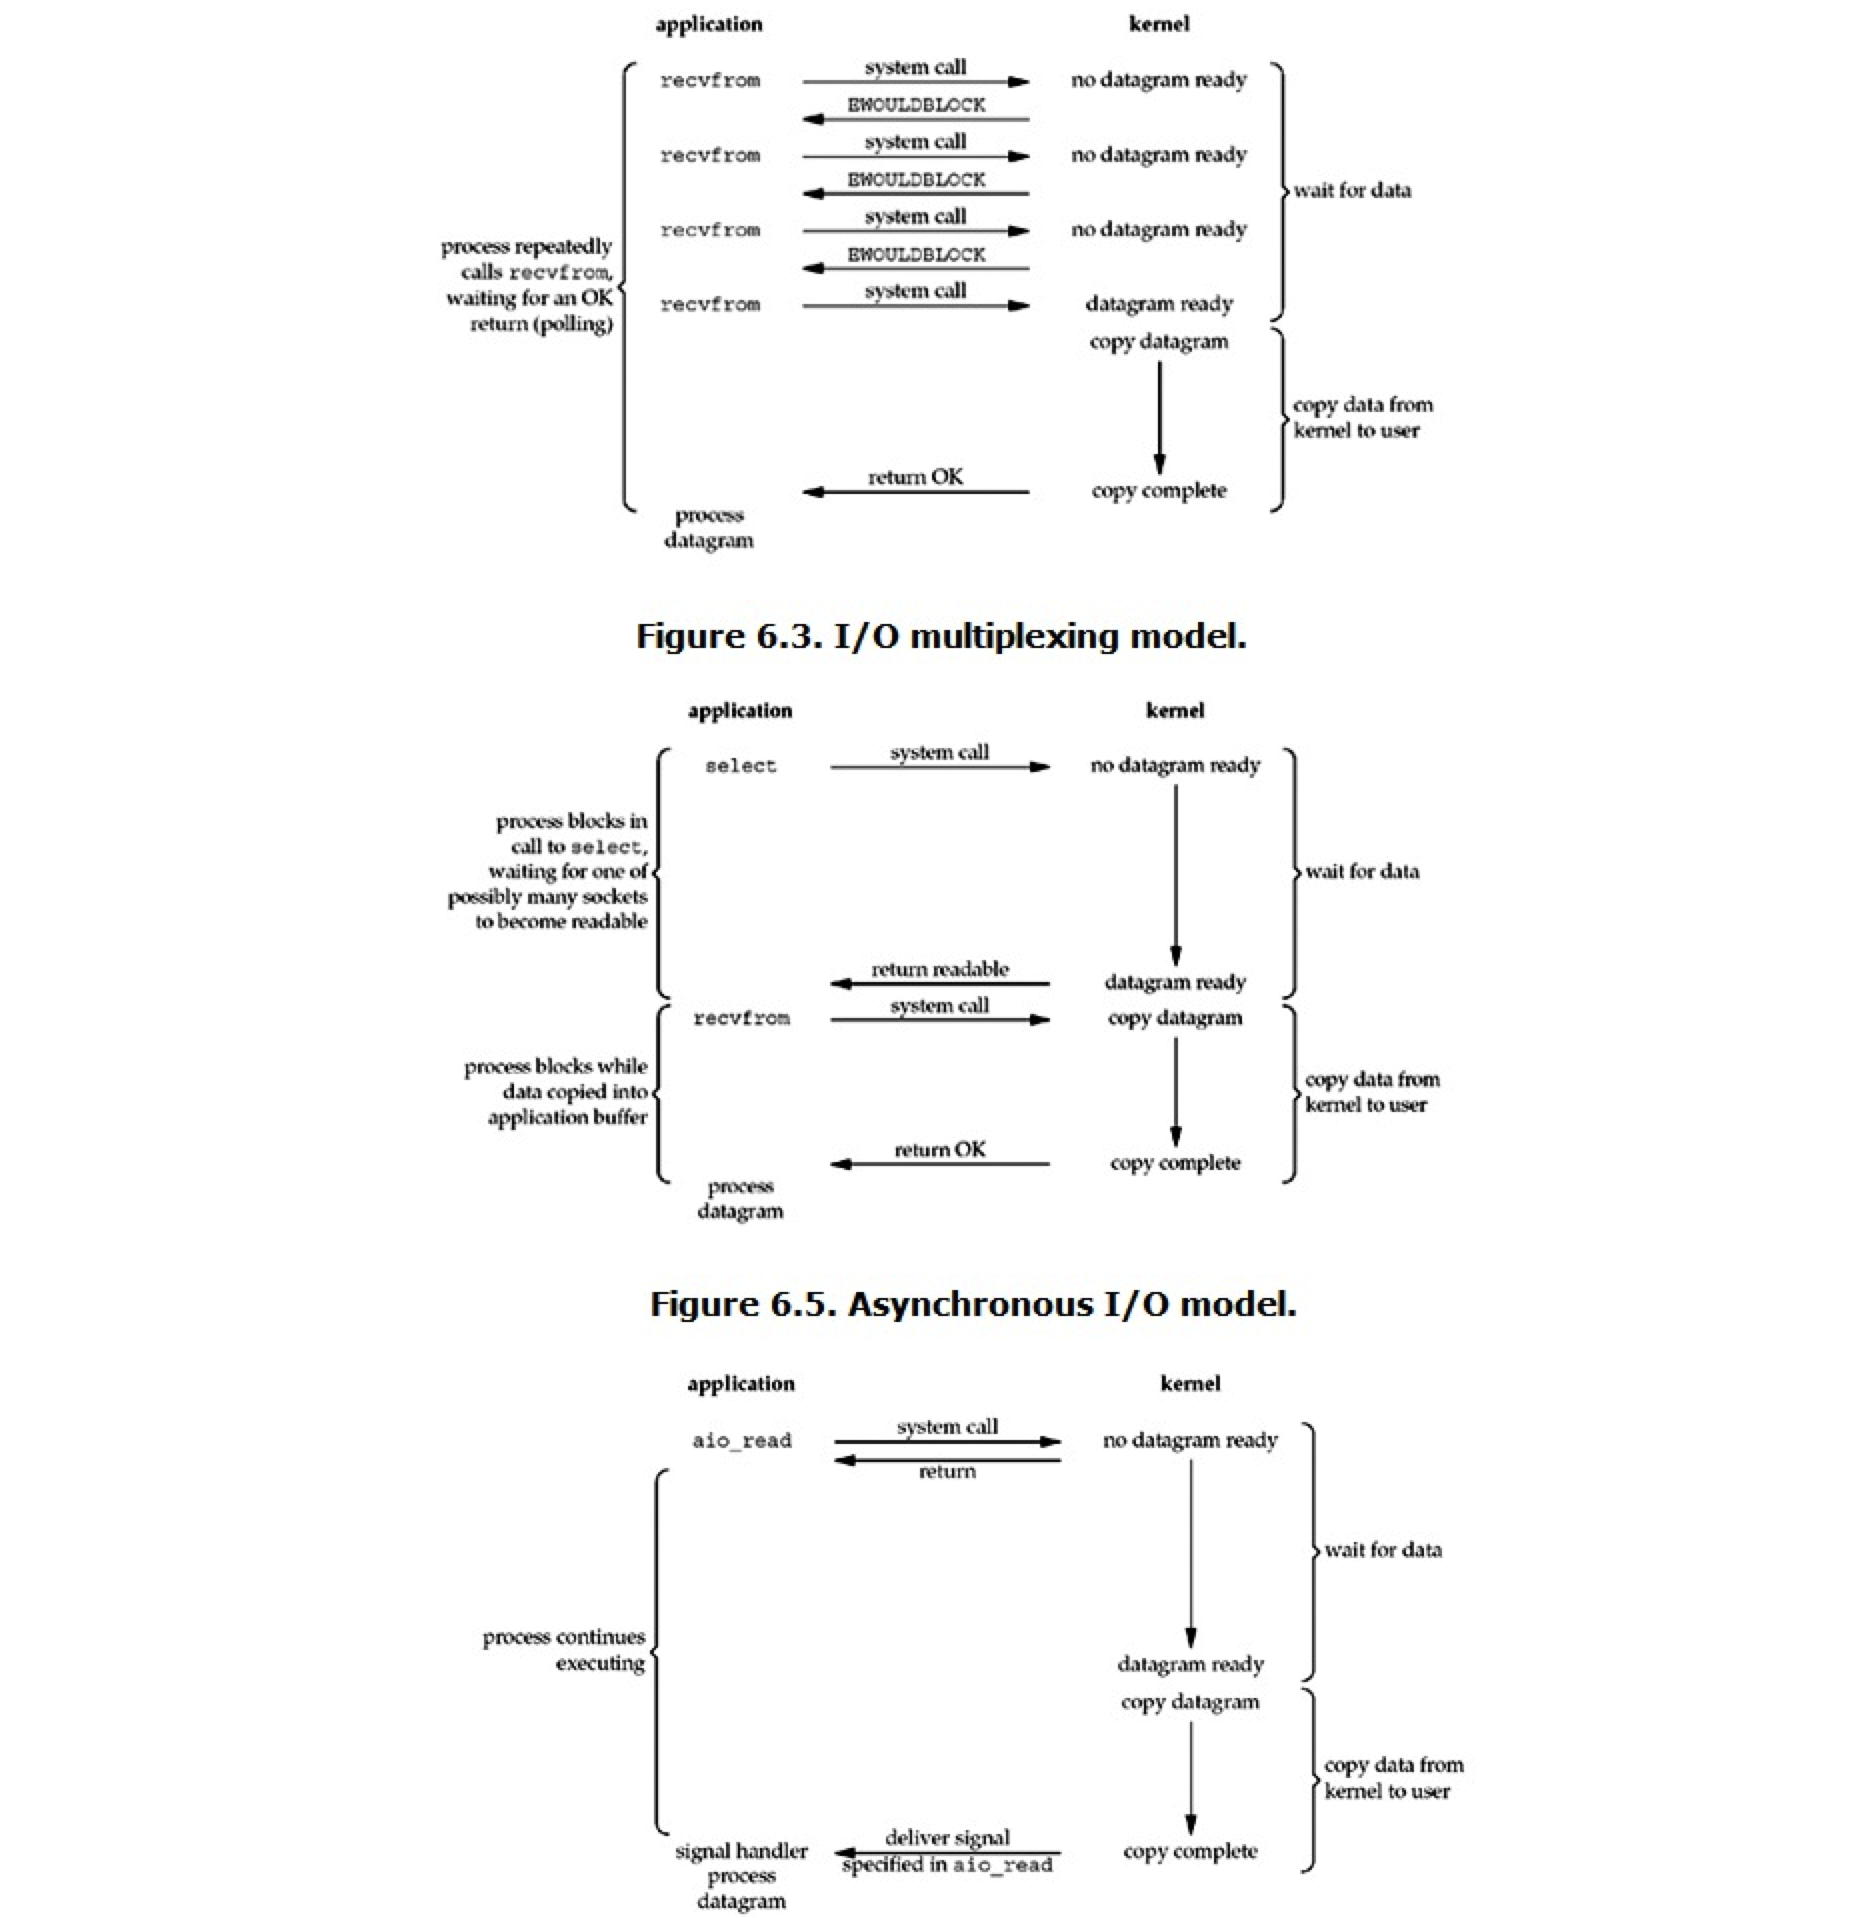 application kernel
recvfrom system call no datagram ready
EWOULDBLOCK
recvfrom system call no datagram ready
EWOULDBLOCK
wait for data
recvfrom system call no datagram ready
EWOULDBLOCK
process repeatedly
calls recvfrom,
waiting for an OK
return (polling)
recvfrom system call datagram ready
copy datagram
copy data from
kernel to user
return OK copy complete
process
datagram
Figure 6.3. I/O multiplexing model.
application kernel
select system call no datagram ready
process blocks in
call to select,
waiting for one of
possibly many sockets
to become readable
wait for data
return readable datagram ready
recvfrom system call copy datagram
process blocks while
data copied into
application buffer
copy data from
kernel to user
return OK copy complete
process
datagram
Figure 6.5. Asynchronous I/O model.
application kernel
aio_read system call no datagram ready
return
wait for data
process continues
executing
datagram ready
copy datagram
copy data from
kernel to user
signal handler deliver signal copy complete
specified in aio_read
process
datagram